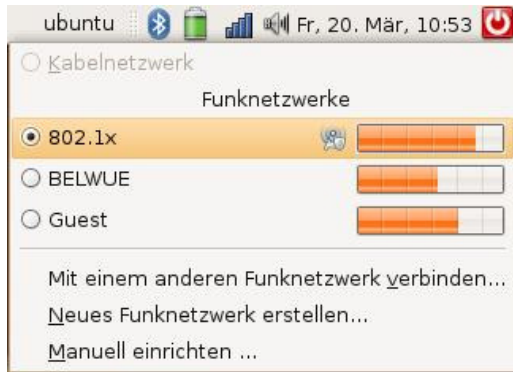 ubuntu Fr, 20. Mär, 10:53
Kabelnetzwerk
Funknetzwerke
802.1x
BELWUE
Guest
Mit einem anderen Funknetzwerk verbinden...
Neues Funknetzwerk erstellen...
Manuell einrichten ...